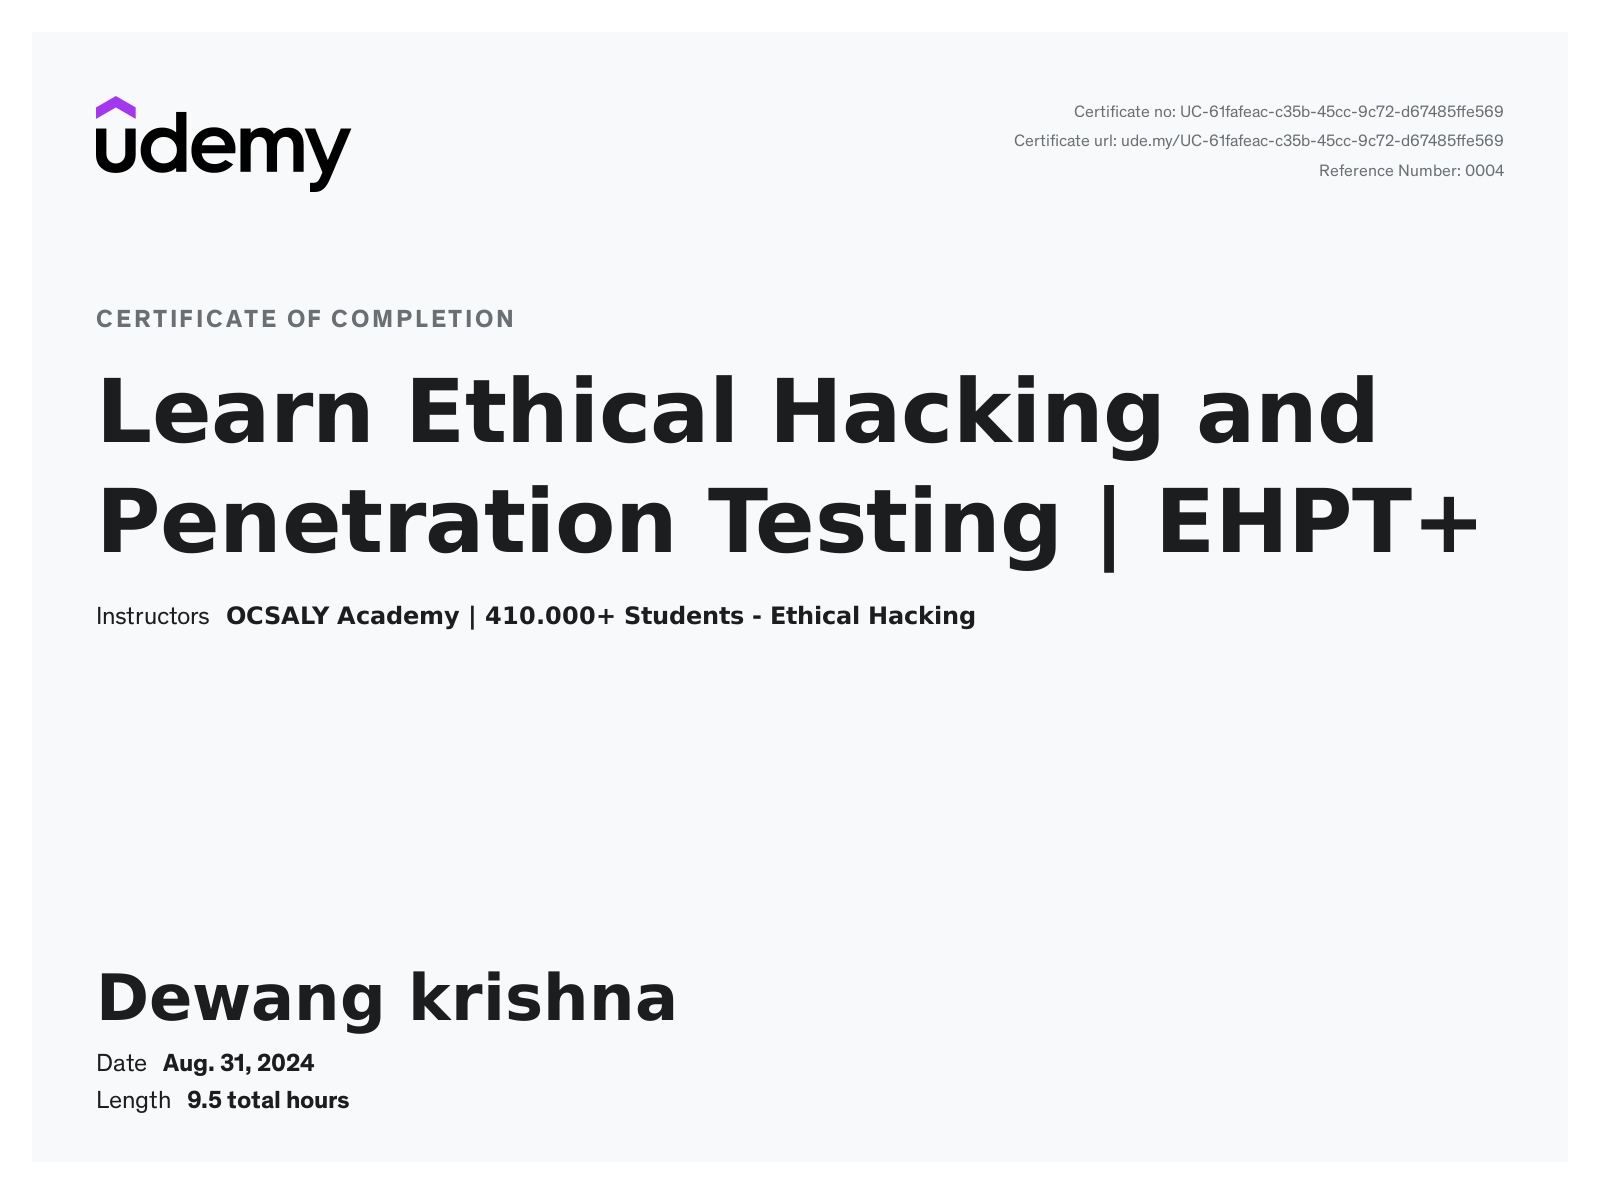 udemy
Certificate no: UC-61fafeac-c35b-45cc-9c72-d67485ffe569
Certificate url: ude.my/UC-61fafeac-c35b-45cc-9c72-d67485ffe569
Reference Number: 0004
CERTIFICATE OF COMPLETION
Learn Ethical Hacking and
Penetration Testing | EHPT+
Instructors OCSALY Academy | 410.000+ Students - Ethical Hacking
Dewang krishna
Date Aug. 31, 2024
Length 9.5 total hours